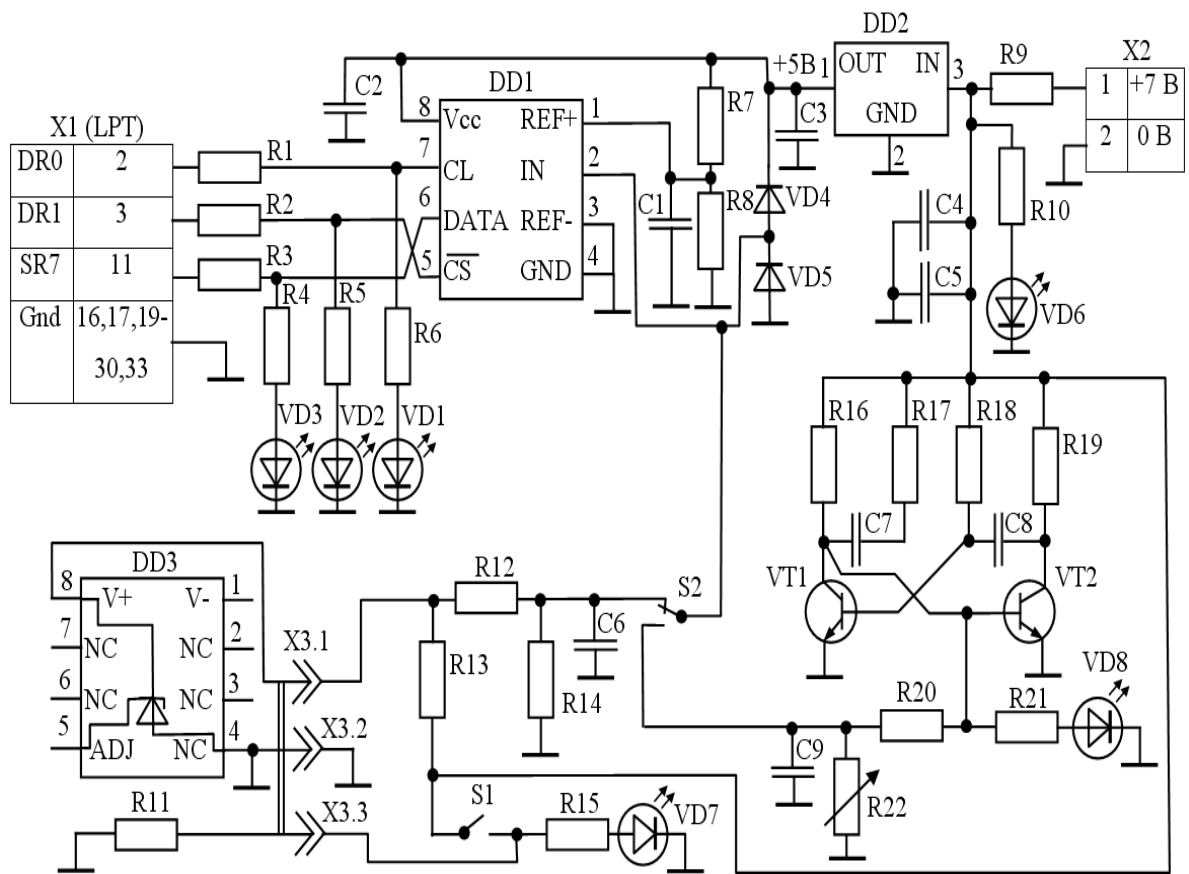 DD2
X2
+5В
1
OUT
IN
3
GND
2
R9
1
+7 В
2
0 В
C2
DD1
R7
C3
8
Vcc
REF+
1
7
CL
IN
2
6
DATA
REF-
3
5
CS
GND
4
C1
R8
VD4
VD5
C4
C5
R10
VD6
X1 (LPT)
DR0
2
DR1
3
SR7
11
Gnd
16,17,19-
30,33
R1
R2
R3
R4
R5
R6
VD3
VD2
VD1
R16
R17
R18
R19
C7
C8
VT1
VT2
DD3
8
V+
V-
1
7
NC
NC
2
6
NC
NC
3
5
ADJ
NC
4
X3.1
X3.2
X3.3
R11
R12
R13
R14
C6
S2
S1
R15
VD7
C9
R20
R21
R22
VD8